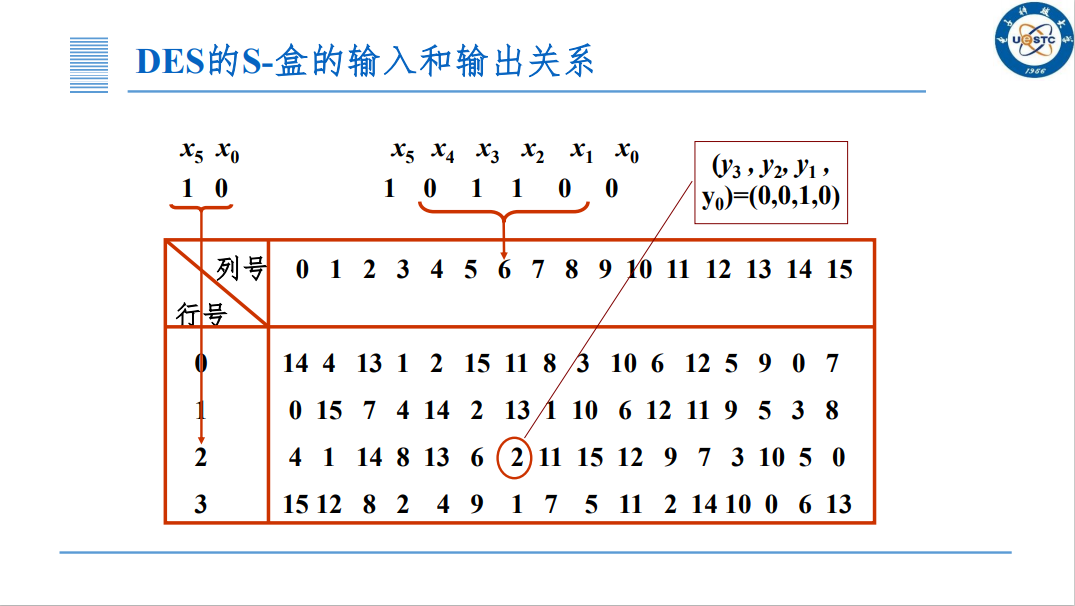 DES的S-盒的输入和输出关系
UeSTC
1956
x5 x0
1 0
x5 x4 x3 x2 x1 x0
1 0 1 1 0 0
(y3 , y2, y1 ,
y0)=(0,0,1,0)
列号 0 1 2 3 4 5 6 7 8 9 10 11 12 13 14 15
行号
0 14 4 13 1 2 15 11 8 3 10 6 12 5 9 0 7
1 0 15 7 4 14 2 13 1 10 6 12 11 9 5 3 8
2 4 1 14 8 13 6 2 11 15 12 9 7 3 10 5 0
3 15 12 8 2 4 9 1 7 5 11 2 14 10 0 6 13